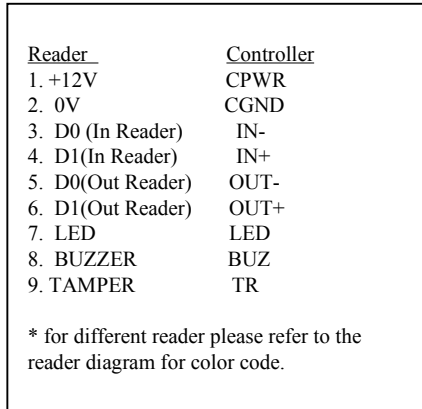 Reader Controller
1. +12V CPWR
2. 0V CGND
3. D0 (In Reader) IN-
4. D1(In Reader) IN+
5. D0(Out Reader) OUT-
6. D1(Out Reader) OUT+
7. LED LED
8. BUZZER BUZ
9. TAMPER TR
* for different reader please refer to the
reader diagram for color code.